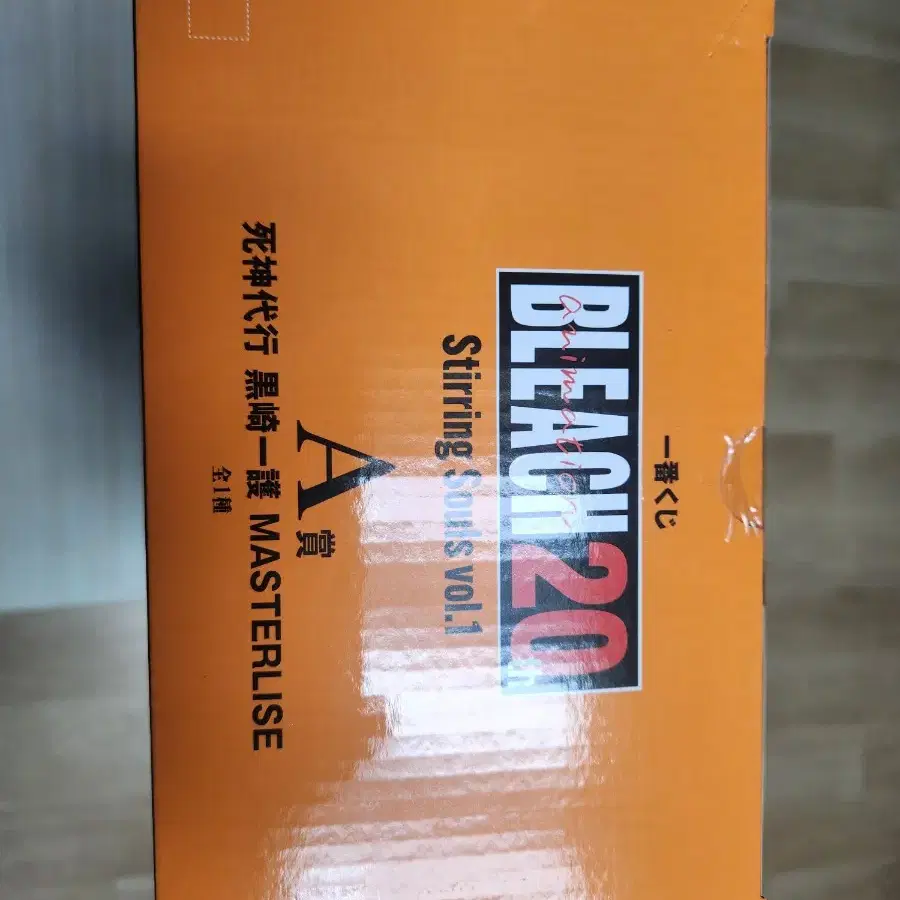 一番くじ
BLEACH 20th
animation
Stirring Souls vol.1
A賞
死神代行 黒崎一護 MASTERLISE
全1種